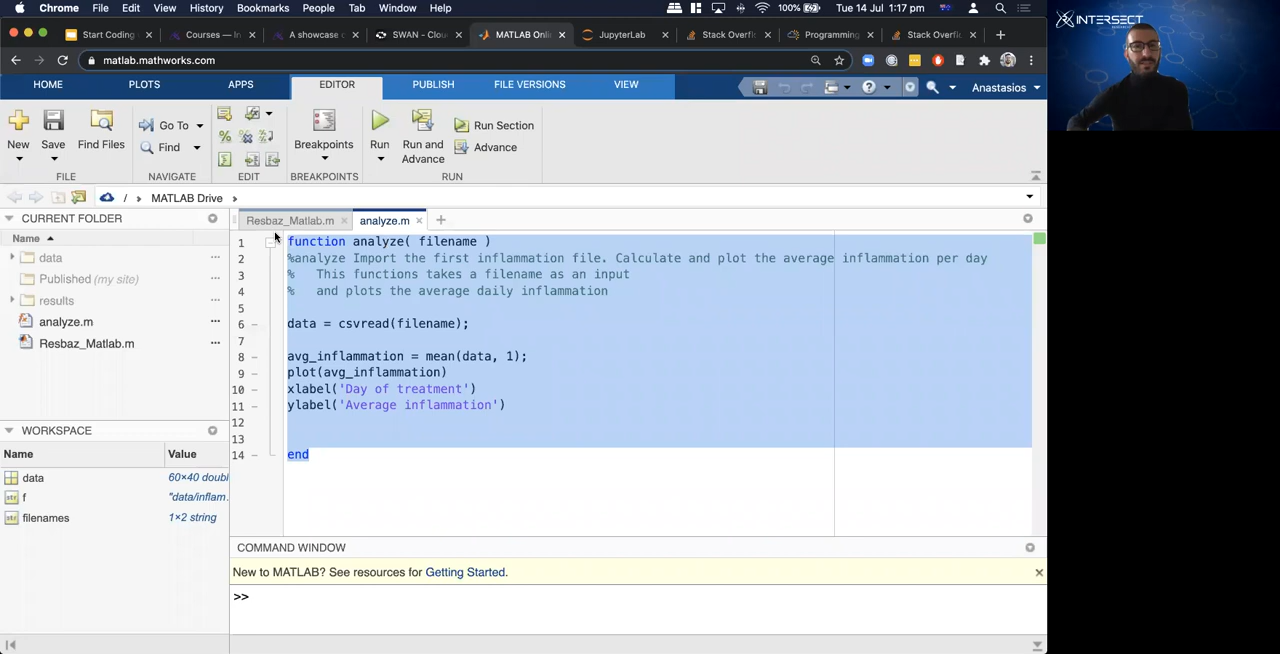 Chrome File Edit View History Bookmarks People Tab Window Help 100% Tue 14 Jul 1:17 pm
Start Coding Courses — In A showcase SWAN - Clou MATLAB Onli JupyterLab Stack Overfl Programming Stack Overfl
matlab.mathworks.com
HOME PLOTS APPS EDITOR PUBLISH FILE VERSIONS VIEW Anastasios
New Save Find Files Go To Find Breakpoints Run Run and Advance Run Section Advance
FILE NAVIGATE EDIT BREAKPOINTS RUN
/ MATLAB Drive
CURRENT FOLDER
Name
data
Published (my site)
results
analyze.m
Resbaz_Matlab.m
WORKSPACE
Name Value
data 60×40 doubl
f "data/inflam.
filenames 1×2 string
Resbaz_Matlab.m analyze.m
1 function analyze( filename )
2 %analyze Import the first inflammation file. Calculate and plot the average inflammation per day
3 % This functions takes a filename as an input
4 % and plots the average daily inflammation
5
6 data = csvread(filename);
7
8 avg_inflammation = mean(data, 1);
9 plot(avg_inflammation)
10 xlabel('Day of treatment')
11 ylabel('Average inflammation')
12
13
14 end
COMMAND WINDOW
New to MATLAB? See resources for Getting Started.
>>
INTERSECT